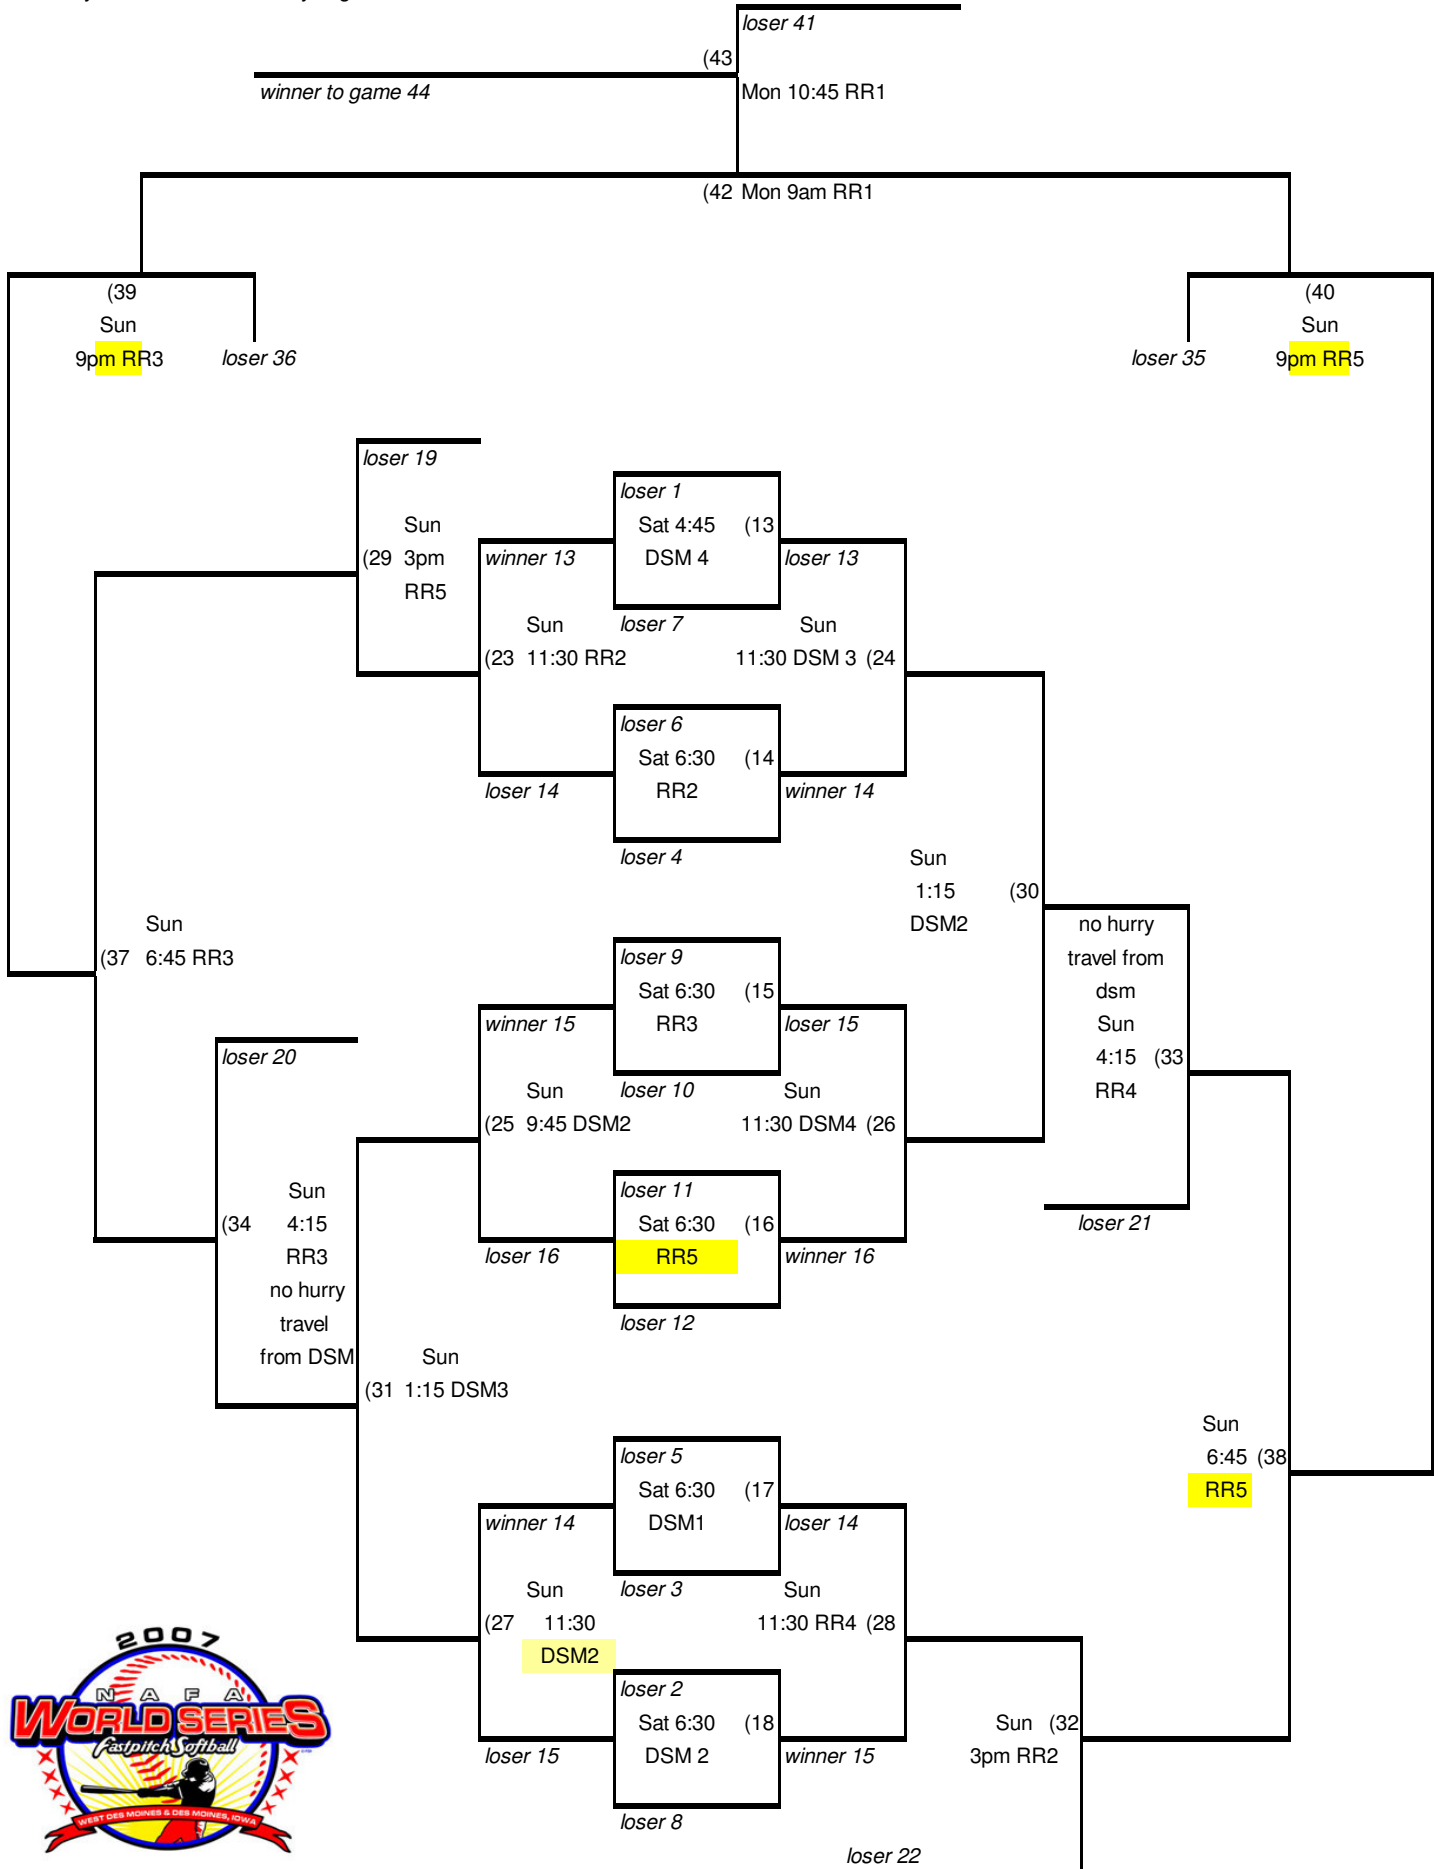 loser 41
(43
winner to game 44
Mon 10:45 RR1
(42 Mon 9am RR1
(39
Sun
9pm RR3
loser 36
(40
Sun
9pm RR5
loser 35
loser 19
Sun
(29 3pm
RR5
loser 1
Sat 4:45 (13
DSM 4
loser 7
winner 13
loser 13
Sun
(23 11:30 RR2
Sun
11:30 DSM 3 (24
loser 6
Sat 6:30 (14
RR2
loser 4
loser 14
winner 14
Sun
1:15 (30
DSM2
Sun
(37 6:45 RR3
no hurry
travel from
dsm
Sun
4:15 (33
RR4
loser 21
loser 9
Sat 6:30 (15
RR3
loser 10
winner 15
loser 15
loser 20
Sun
(25 9:45 DSM2
Sun
11:30 DSM4 (26
loser 11
Sat 6:30 (16
RR5
loser 12
loser 16
winner 16
Sun
(34 4:15
RR3
no hurry
travel
from DSM
Sun
(31 1:15 DSM3
Sun
6:45 (38
RR5
loser 5
Sat 6:30 (17
DSM1
loser 3
winner 14
loser 14
Sun
(27 11:30
DSM2
Sun
11:30 RR4 (28
loser 2
Sat 6:30 (18
DSM 2
loser 8
loser 15
winner 15
Sun (32
3pm RR2
loser 22
2007
NAFA
WORLD SERIES
Fastpitch Softball
WEST DES MOINES & DES MOINES, IOWA